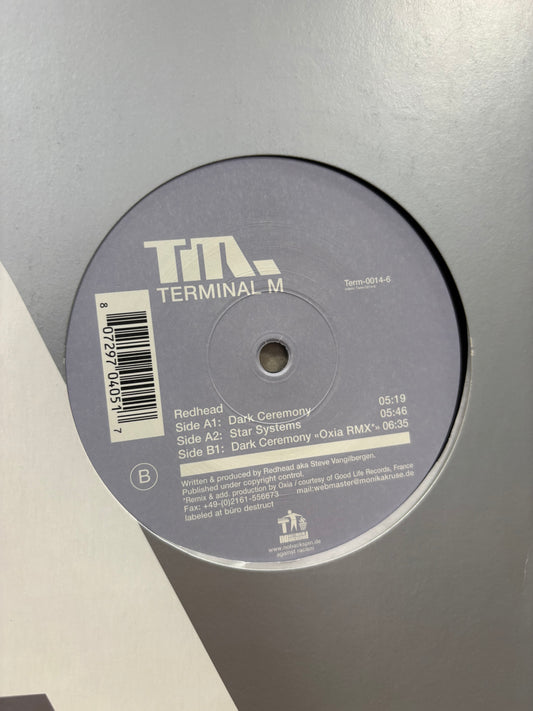 TM.
TERMINAL M
Term-0014-6
8 07297 04051 7
Redhead
Side A1: Dark Ceremony 05:19
Side A2: Star Systems 05:46
Side B1: Dark Ceremony «Oxia RMX*» 06:35
B
Written & produced by Redhead aka Steve Vangilbergen.
Published under copyright control.
*Remix & add. production by Oxia / courtesy of Good Life Records, France
Fax: +49-(0)2161-556673 mail:webmaster@monikakruse.de
labeled at büro destruct
www.nobackspin.de
against racism